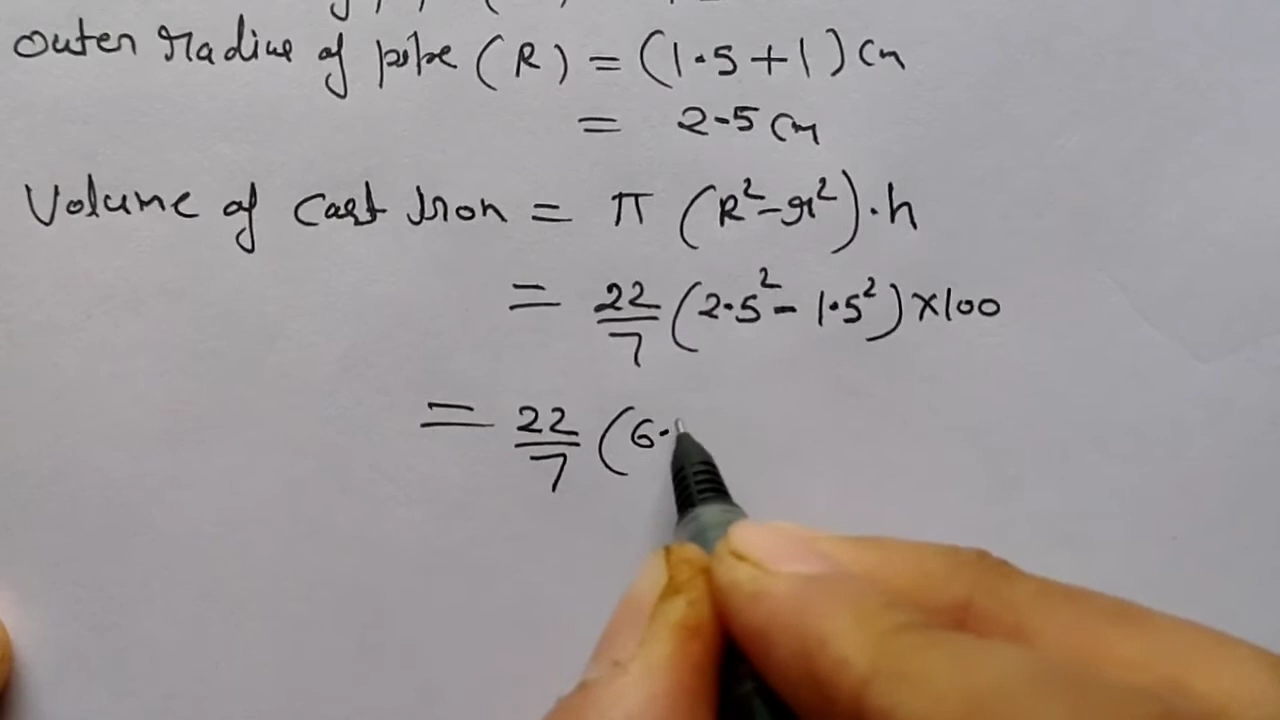 Outer radius of pipe (R) = (1.5+1) cm
= 2.5 cm
Volume of Cast Iron = π (R²-r²).h
= 22/7 (2.5² - 1.5²) × 100
= 22/7 (6.